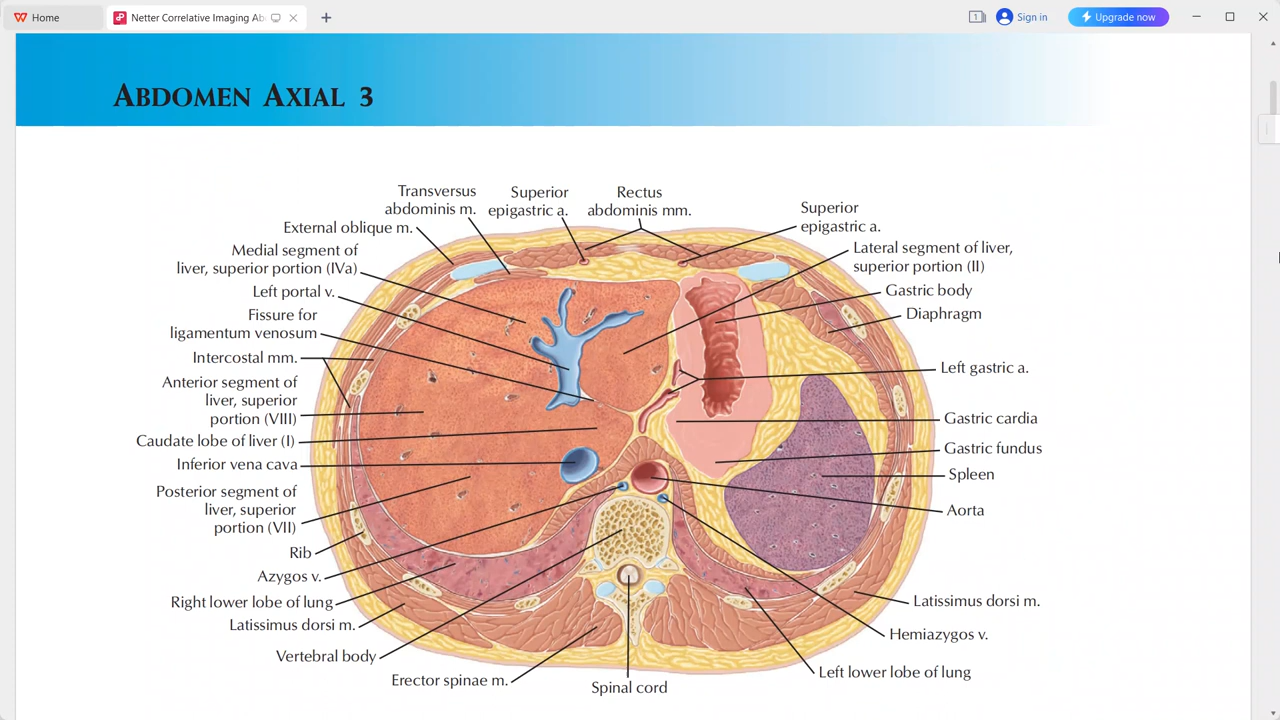 Home
Netter Correlative Imaging Ab
1
Sign in
Upgrade now
ABDOMEN AXIAL 3
Transversus
abdominis m.
Superior
epigastric a.
Rectus
abdominis mm.
Superior
epigastric a.
External oblique m.
Medial segment of
liver, superior portion (IVa)
Left portal v.
Fissure for
ligamentum venosum
Intercostal mm.
Anterior segment of
liver, superior
portion (VIII)
Caudate lobe of liver (I)
Inferior vena cava
Posterior segment of
liver, superior
portion (VII)
Rib
Azygos v.
Right lower lobe of lung
Latissimus dorsi m.
Vertebral body
Erector spinae m.
Spinal cord
Lateral segment of liver,
superior portion (II)
Gastric body
Diaphragm
Left gastric a.
Gastric cardia
Gastric fundus
Spleen
Aorta
Latissimus dorsi m.
Hemiazygos v.
Left lower lobe of lung